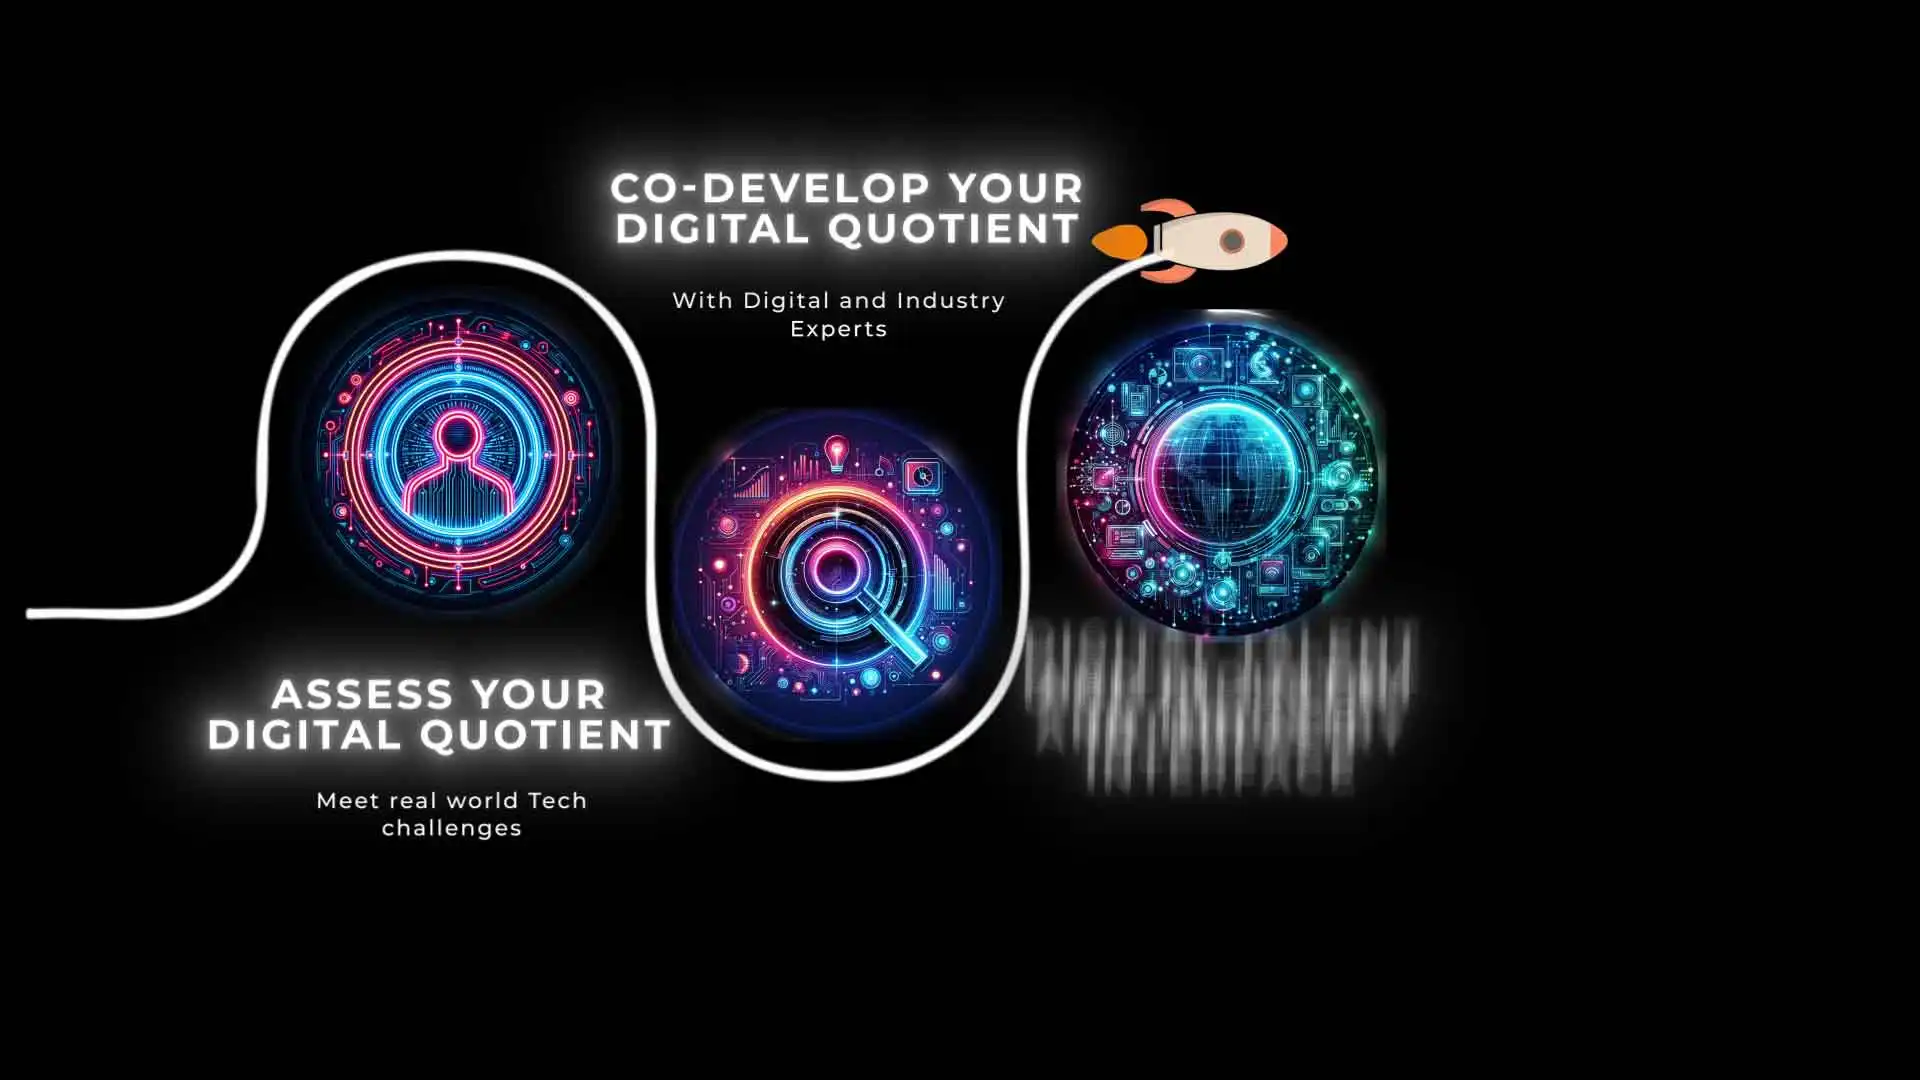 ASSESS YOUR
DIGITAL QUOTIENT
Meet real world Tech
challenges
CO-DEVELOP YOUR
DIGITAL QUOTIENT
With Digital and Industry
Experts
INTERFACE